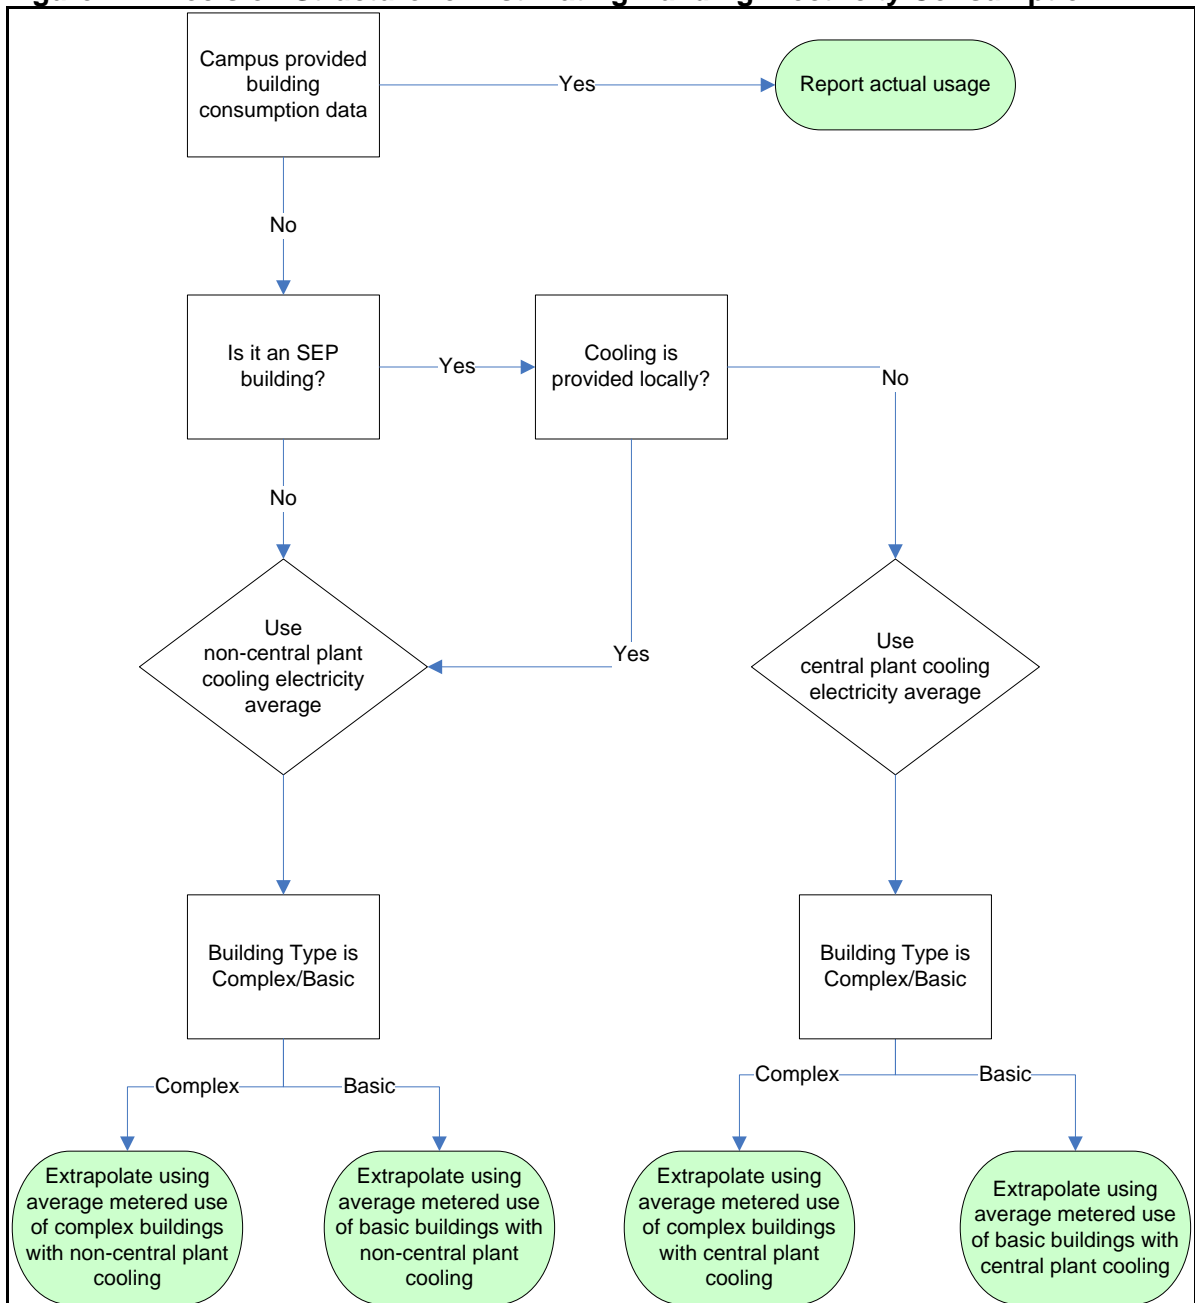 Campus provided
building
consumption data
Yes
Report actual usage
No
Is it an SEP
building?
Yes
Cooling is
provided locally?
No
No
Use
non-central plant
cooling electricity
average
Yes
Use
central plant cooling
electricity average
Building Type is
Complex/Basic
Building Type is
Complex/Basic
Complex
Basic
Complex
Basic
Extrapolate using
average metered use
of complex buildings
with non-central plant
cooling
Extrapolate using
average metered use
of basic buildings with
non-central plant
cooling
Extrapolate using
average metered use
of complex buildings
with central plant
cooling
Extrapolate using
average metered use
of basic buildings with
central plant cooling